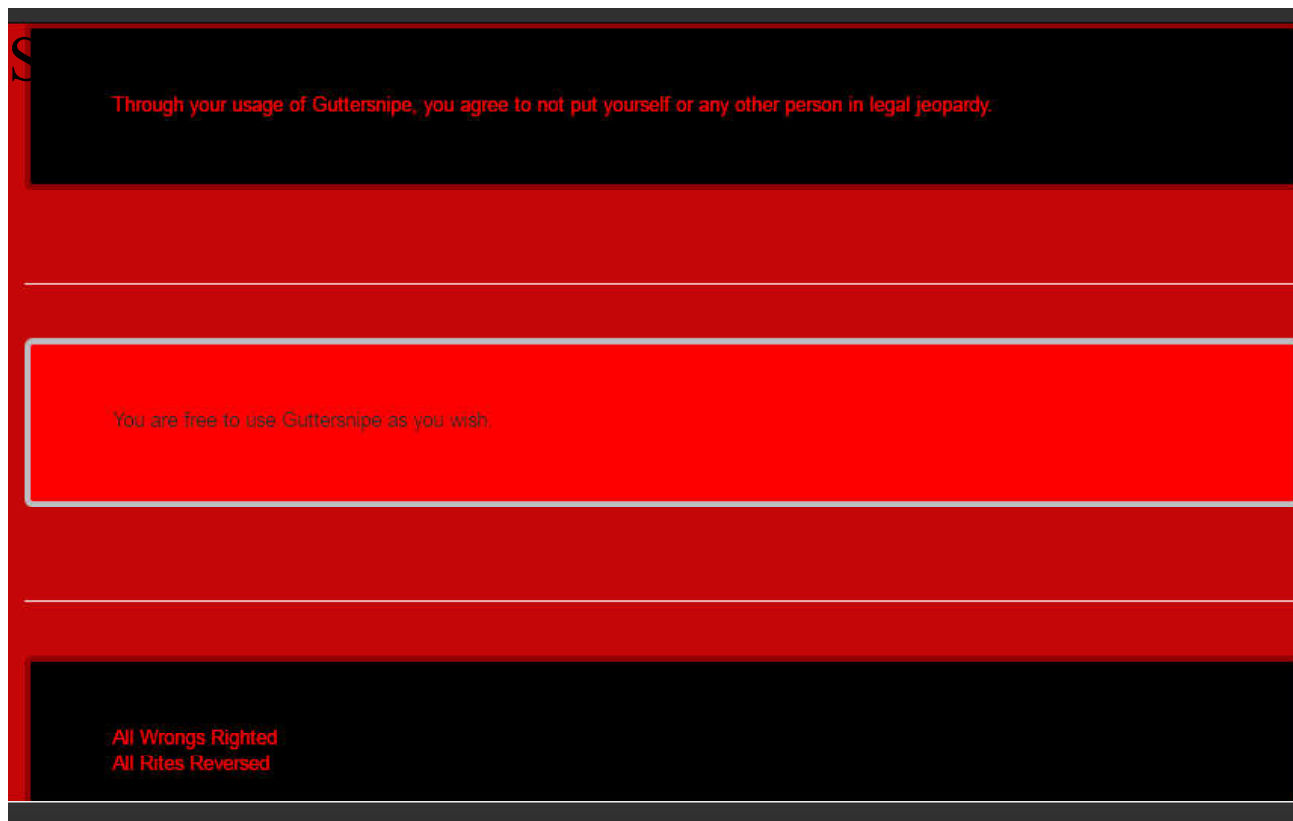 S
Through your usage of Guttersnipe, you agree to not put yourself or any other person in legal jeopardy.
You are free to use Guttersnipe as you wish.
All Wrongs Righted
All Rites Reversed